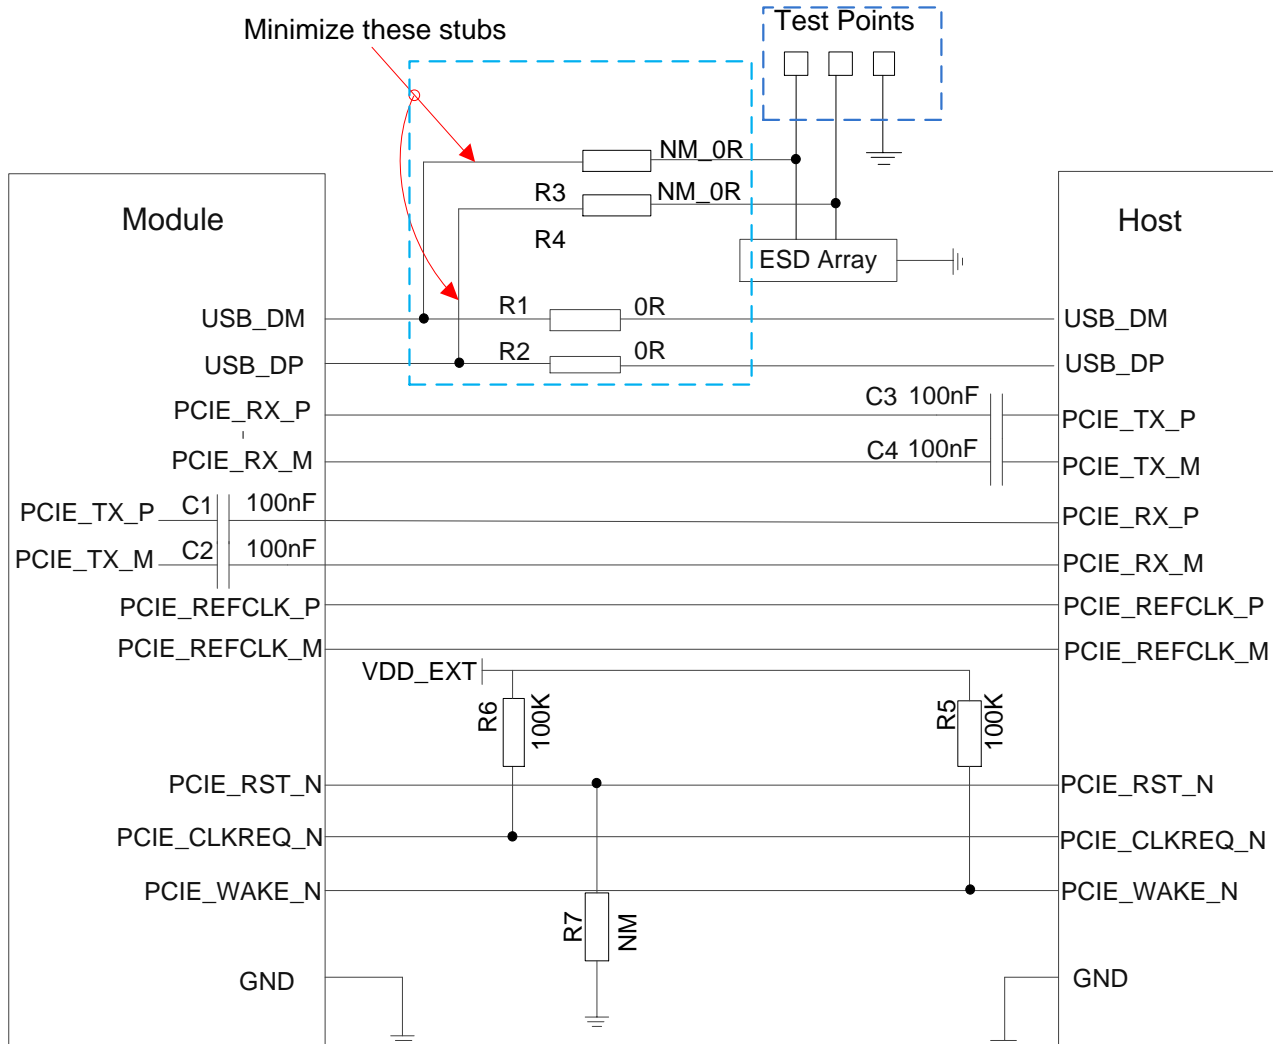 Minimize these stubs
Test Points
NM_0R
R3
NM_0R
R4
ESD Array
Module
Host
USB_DM
R1
0R
USB_DM
USB_DP
R2
0R
USB_DP
PCIE_RX_P
C3
100nF
PCIE_TX_P
PCIE_RX_M
C4
100nF
PCIE_TX_M
PCIE_TX_P
C1
100nF
PCIE_RX_P
PCIE_TX_M
C2
100nF
PCIE_RX_M
PCIE_REFCLK_P
PCIE_REFCLK_P
PCIE_REFCLK_M
PCIE_REFCLK_M
VDD_EXT
R6
100K
R5
100K
PCIE_RST_N
PCIE_RST_N
PCIE_CLKREQ_N
PCIE_CLKREQ_N
PCIE_WAKE_N
PCIE_WAKE_N
R7
NM
GND
GND